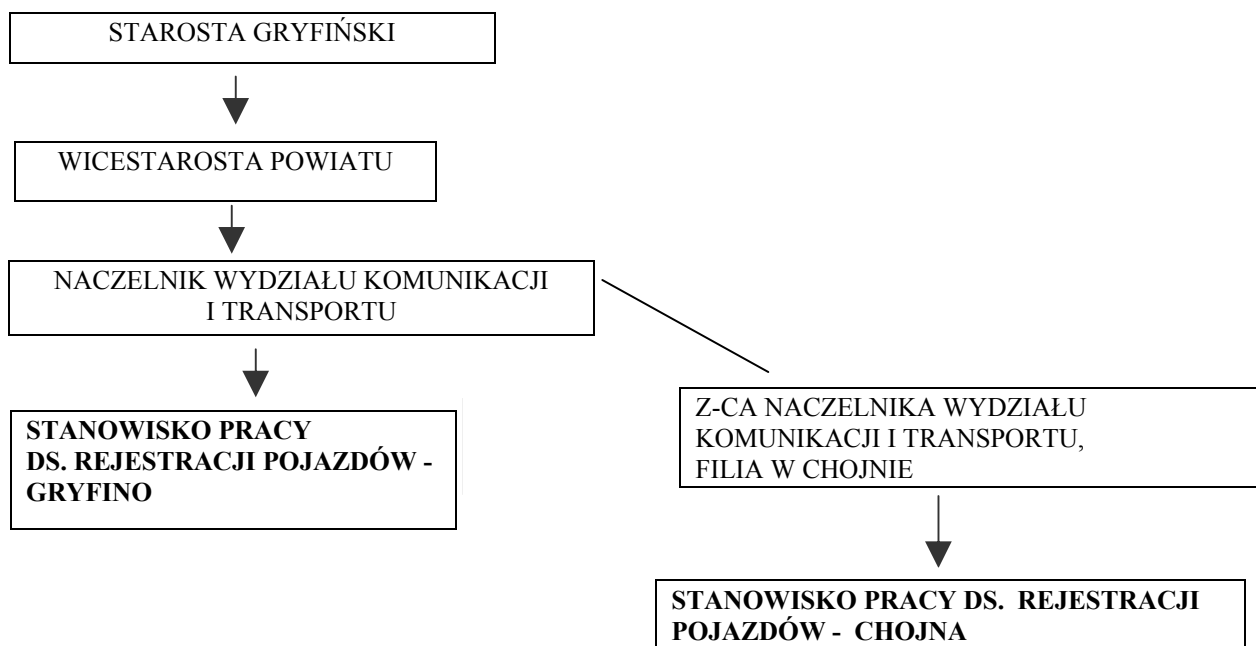 STAROSTA GRYFIŃSKI
WICESTAROSTA POWIATU
NACZELNIK WYDZIAŁU KOMUNIKACJI
I TRANSPORTU
STANOWISKO PRACY
DS. REJESTRACJI POJAZDÓW -
GRYFINO
Z-CA NACZELNIKA WYDZIAŁU
KOMUNIKACJI I TRANSPORTU,
FILIA W CHOJNIE
STANOWISKO PRACY DS. REJESTRACJI
POJAZDÓW - CHOJNA